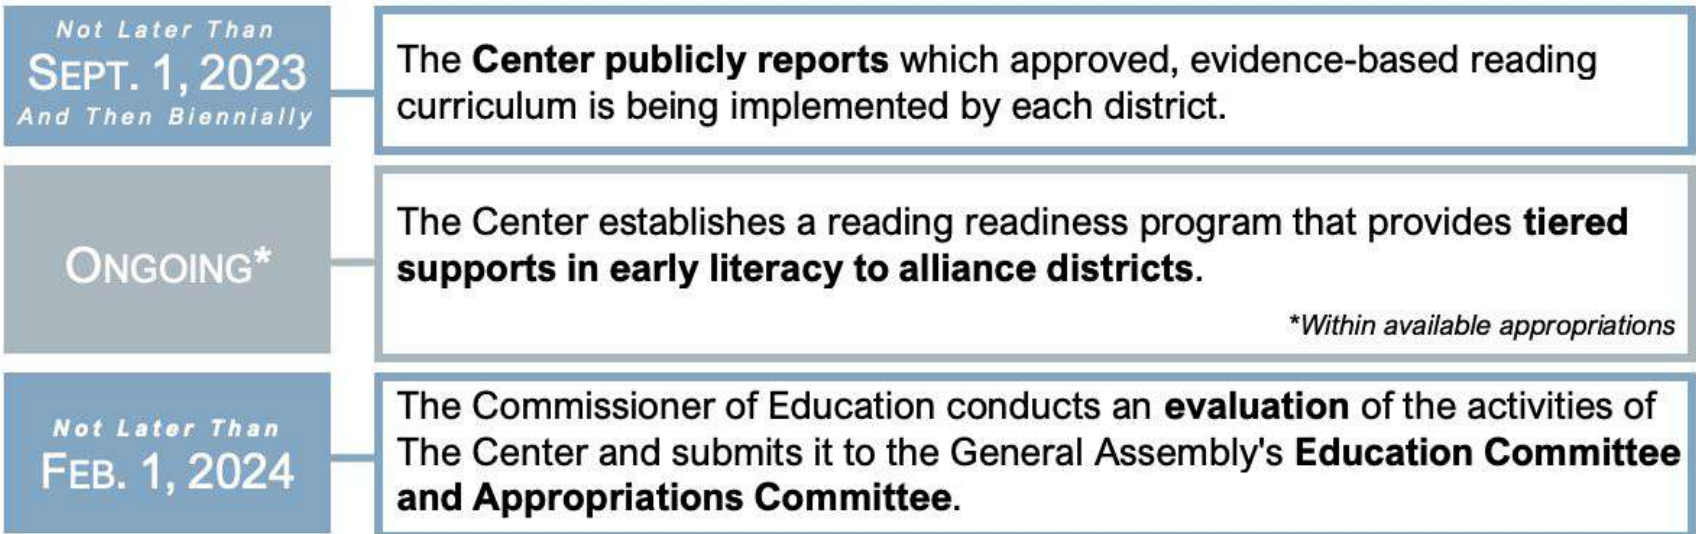 Not Later Than
SEPT. 1, 2023
And Then Biennially
The Center publicly reports which approved, evidence-based reading
curriculum is being implemented by each district.
ONGOING*
The Center establishes a reading readiness program that provides tiered
supports in early literacy to alliance districts.
*Within available appropriations
Not Later Than
FEB. 1, 2024
The Commissioner of Education conducts an evaluation of the activities of
The Center and submits it to the General Assembly's Education Committee
and Appropriations Committee.